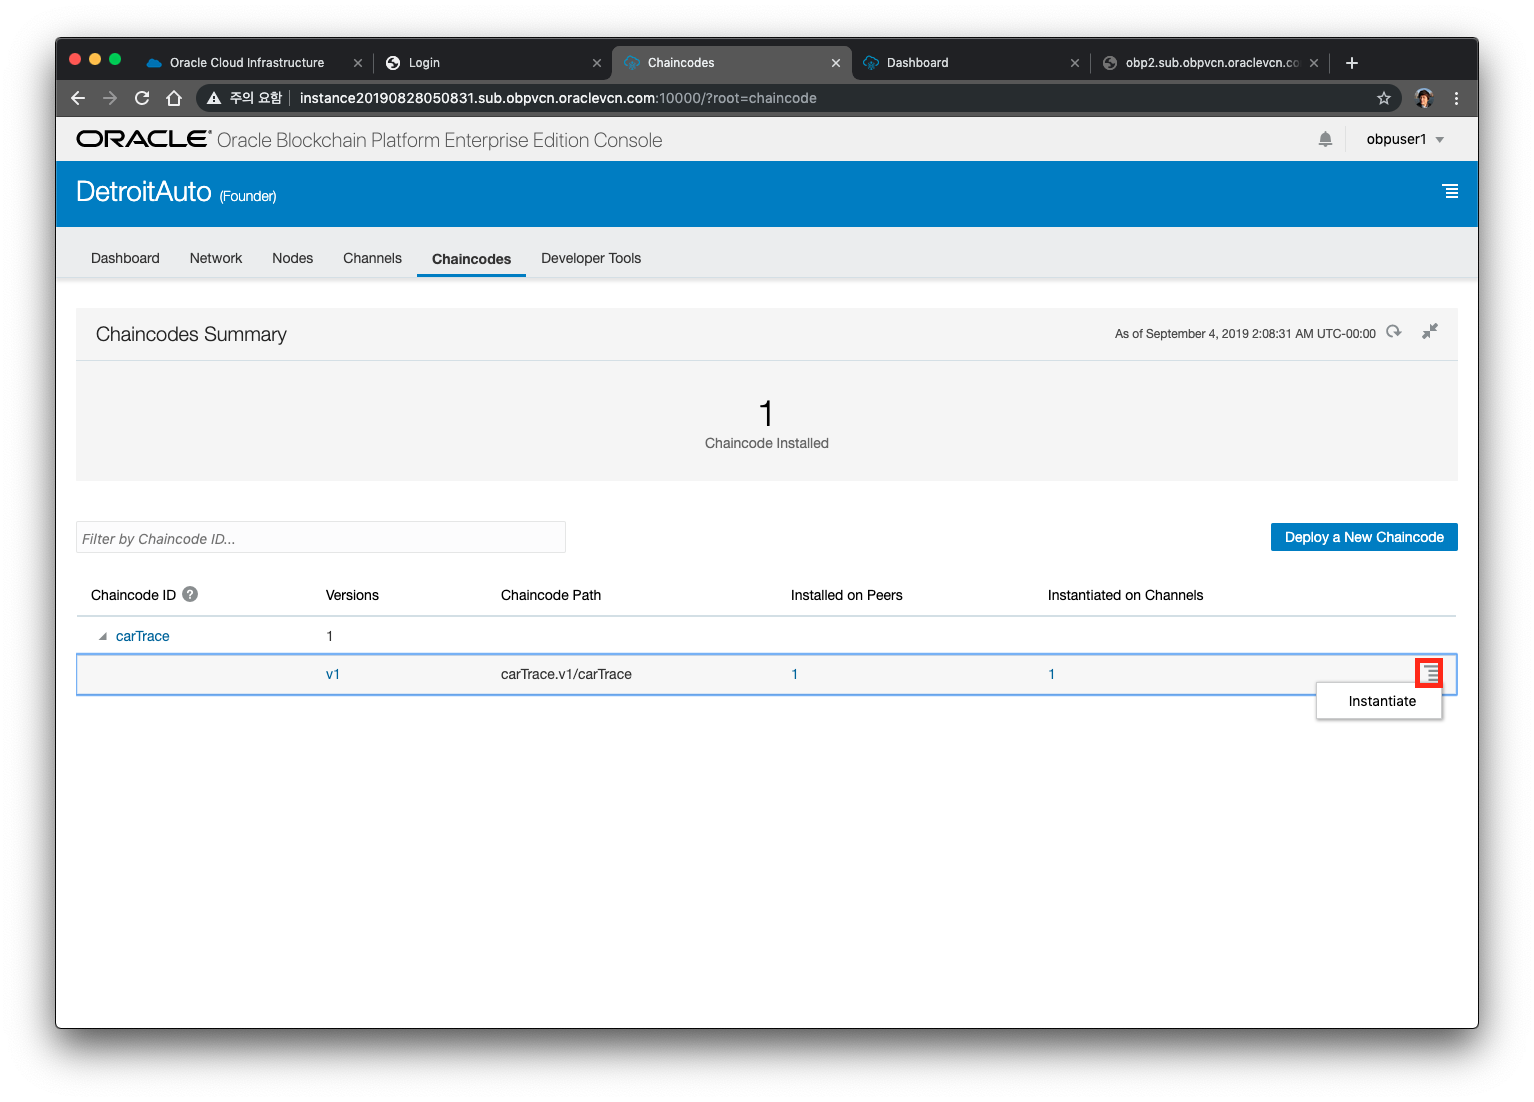 Oracle Cloud Infrastructure
Login
Chaincodes
Dashboard
obp2.sub.obpvcn.oraclevcn.co
주의 요함
instance20190828050831.sub.obpvcn.oraclevcn.com:10000/?root=chaincode
ORACLE® Oracle Blockchain Platform Enterprise Edition Console
obpuser1
DetroitAuto (Founder)
Dashboard Network Nodes Channels Chaincodes Developer Tools
Chaincodes Summary
As of September 4, 2019 2:08:31 AM UTC-00:00
1
Chaincode Installed
Filter by Chaincode ID...
Deploy a New Chaincode
Chaincode ID ? Versions Chaincode Path Installed on Peers Instantiated on Channels
carTrace 1
v1 carTrace.v1/carTrace 1 1
Instantiate